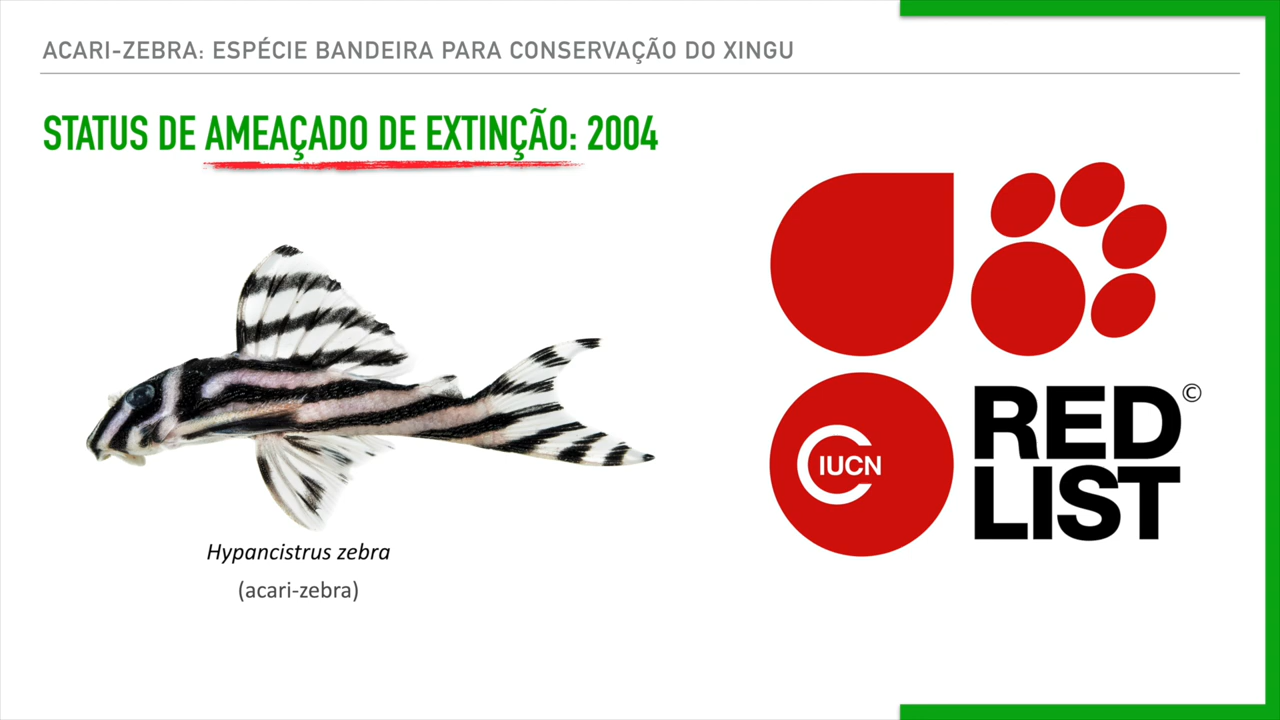 ACARI-ZEBRA: ESPÉCIE BANDEIRA PARA CONSERVAÇÃO DO XINGU
STATUS DE AMEAÇADO DE EXTINÇÃO: 2004
Hypancistrus zebra
(acari-zebra)
IUCN
RED ©
LIST